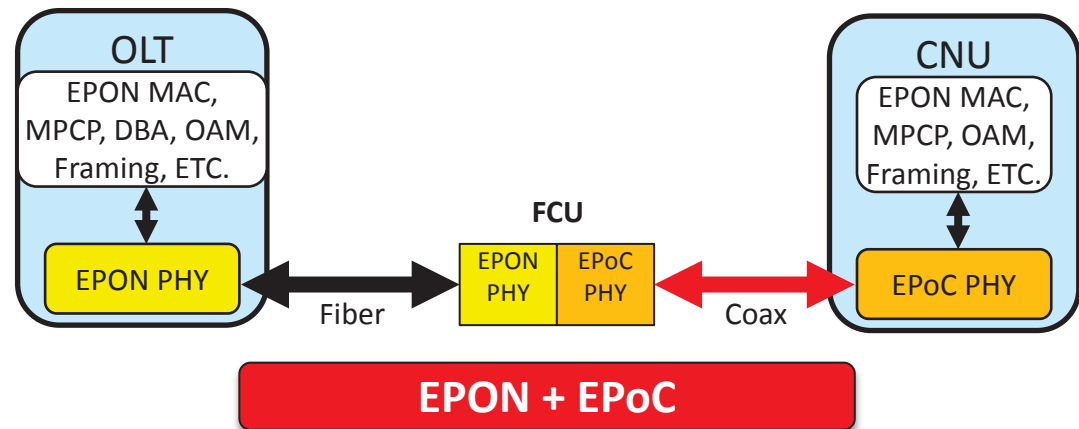 OLT
EPON MAC,
MPCP, DBA, OAM,
Framing, ETC.
EPON PHY
Fiber
FCU
EPON
PHY
EPoC
PHY
Coax
CNU
EPON MAC,
MPCP, OAM,
Framing, ETC.
EPoC PHY
EPON + EPoC